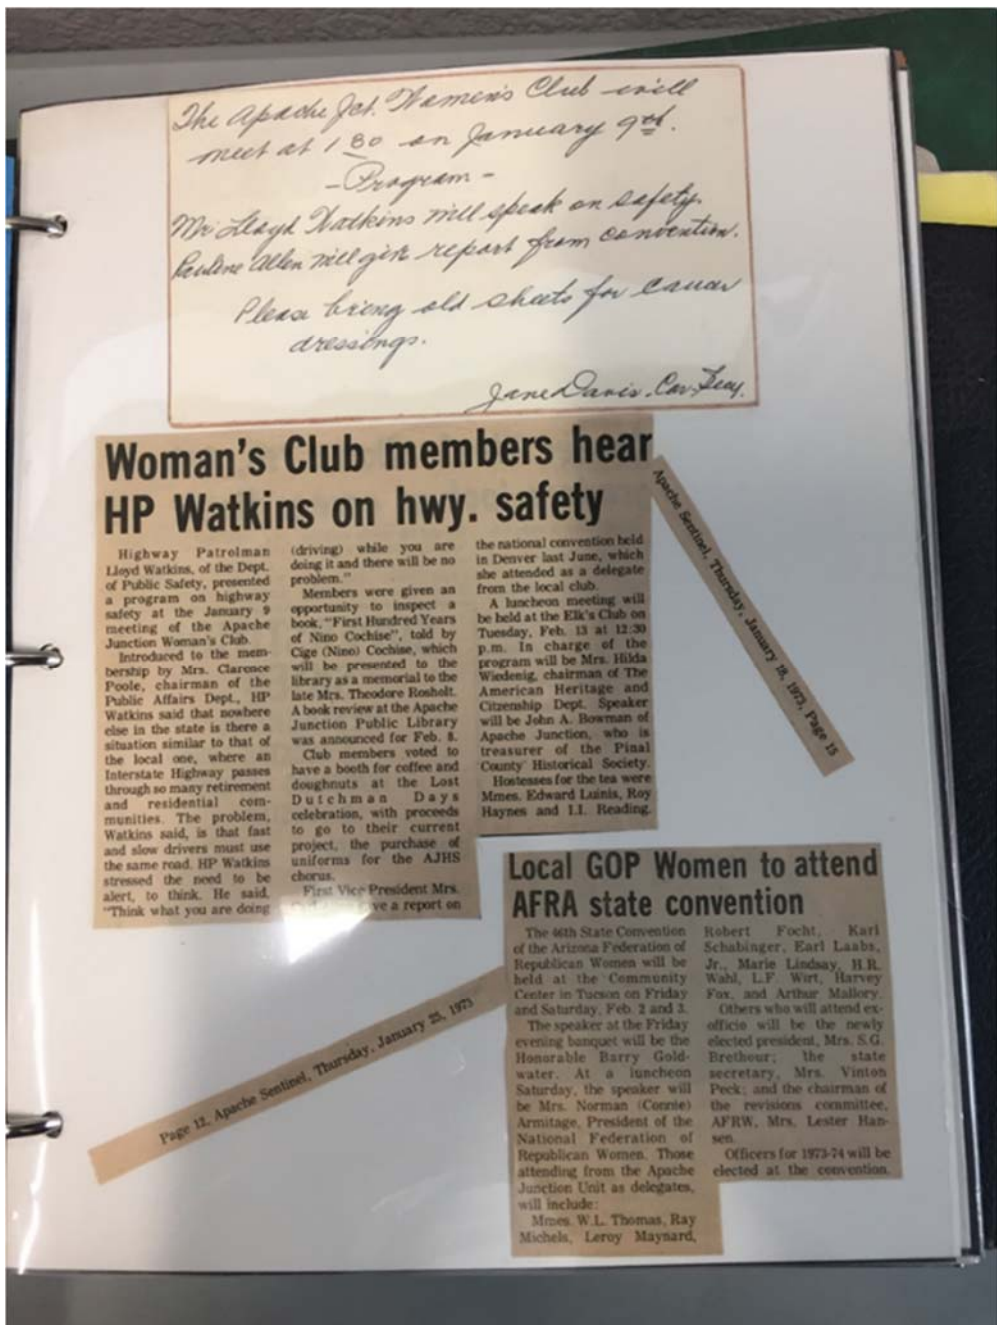 The Apache Jct. Women's Club will
meet at 1 30 on January 9th.
- Program -
Mr Lloyd Watkins will speak on safety.
Pauline Allen will give report from convention.
Please bring old sheets for cancer
dressings.
Jane Davis. Cor. Secy.
Woman's Club members hear
HP Watkins on hwy. safety
Highway Patrolman
Lloyd Watkins, of the Dept.
of Public Safety, presented
a program on highway
safety at the January 9
meeting of the Apache
Junction Woman's Club.
Introduced to the mem-
bership by Mrs. Clarence
Poole, chairman of the
Public Affairs Dept., HP
Watkins said that nowhere
else in the state is there a
situation similar to that of
the local one, where an
Interstate Highway passes
through so many retirement
and residential com-
munities. The problem,
Watkins said, is that fast
and slow drivers must use
the same road. HP Watkins
stressed the need to be
alert, to think. He said,
"Think what you are doing
(driving) while you are
doing it and there will be no
problem."
Members were given an
opportunity to inspect a
book, "First Hundred Years
of Nino Cochise", told by
Cige (Nino) Cochise, which
will be presented to the
library as a memorial to the
late Mrs. Theodore Rosholt.
A book review at the Apache
Junction Public Library
was announced for Feb. 8.
Club members voted to
have a booth for coffee and
doughnuts at the Lost
Dutchman Days
celebration, with proceeds
to go to their current
project, the purchase of
uniforms for the AJHS
chorus.
First Vice President Mrs.
a report on
the national convention held
in Denver last June, which
she attended as a delegate
from the local club.
A luncheon meeting will
be held at the Elk's Club on
Tuesday, Feb. 13 at 12:30
p.m. In charge of the
program will be Mrs. Hilda
Wiedenig, chairman of The
American Heritage and
Citzenship Dept. Speaker
will be John A. Bowman of
Apache Junction, who is
treasurer of the Pinal
County Historical Society.
Hostesses for the tea were
Mmes. Edward Luinis, Roy
Haynes and I.I. Reading.
Apache Sentinel, Thursday, January 18, 1973, Page 15
Local GOP Women to attend
AFRA state convention
The 46th State Convention
of the Arizona Federation of
Republican Women will be
held at the Community
Center in Tucson on Friday
and Saturday, Feb. 2 and 3.
The speaker at the Friday
evening banquet will be the
Honorable Barry Gold-
water. At a luncheon
Saturday, the speaker will
be Mrs. Norman (Connie)
Armitage, President of the
National Federation of
Republican Women. Those
attending from the Apache
Junction Unit as delegates,
will include:
Mmes. W.L. Thomas, Ray
Michels, Leroy Maynard,
Robert Focht, Karl
Schabinger, Earl Laabs,
Jr., Marie Lindsay, H.R.
Wahl, L.F. Wirt, Harvey
Fox, and Arthur Mallory.
Others who will attend ex-
officio will be the newly
elected president, Mrs. S.G.
Brethour; the state
secretary, Mrs. Vinton
Peck; and the chairman of
the revisions committee,
AFRW, Mrs. Lester Han-
sen.
Officers for 1973-74 will be
elected at the convention.
Page 12, Apache Sentinel, Thursday, January 25, 1973